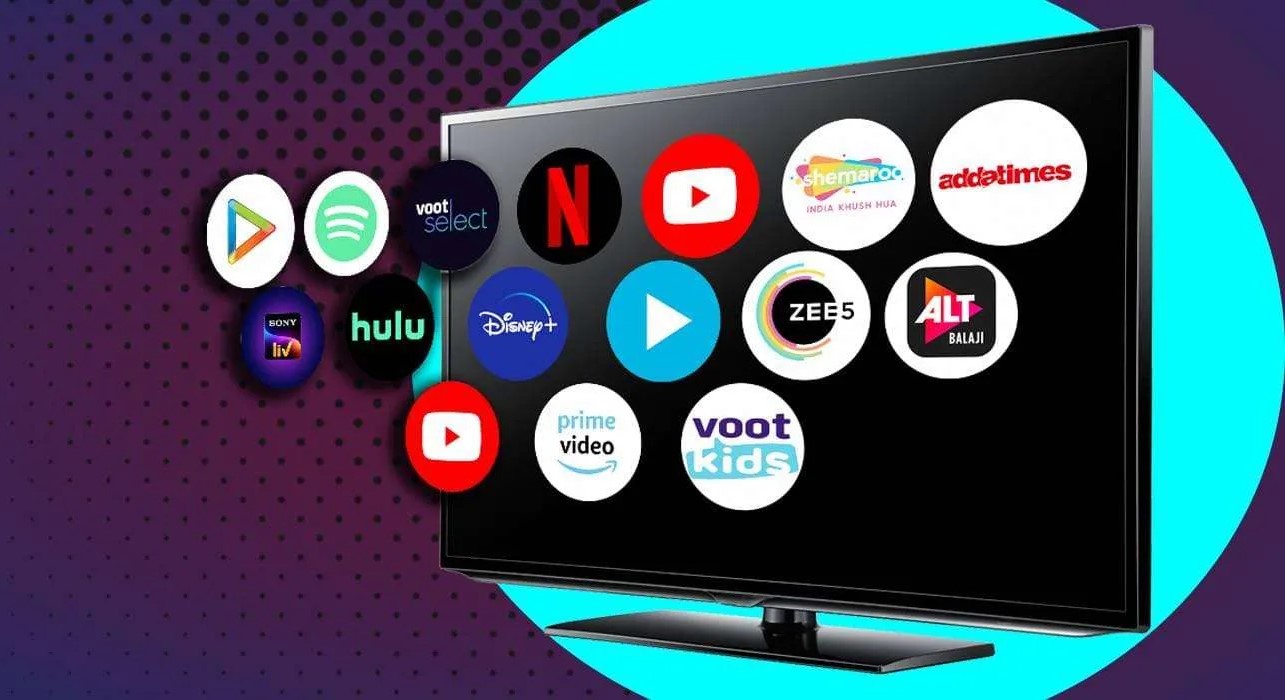 voot
select
N
shemaroo
INDIA KHUSH HUA
addatimes
SONY
liv
hulu
Disney+
ZEE5
ALT
BALAJI
prime
video
voot
kids